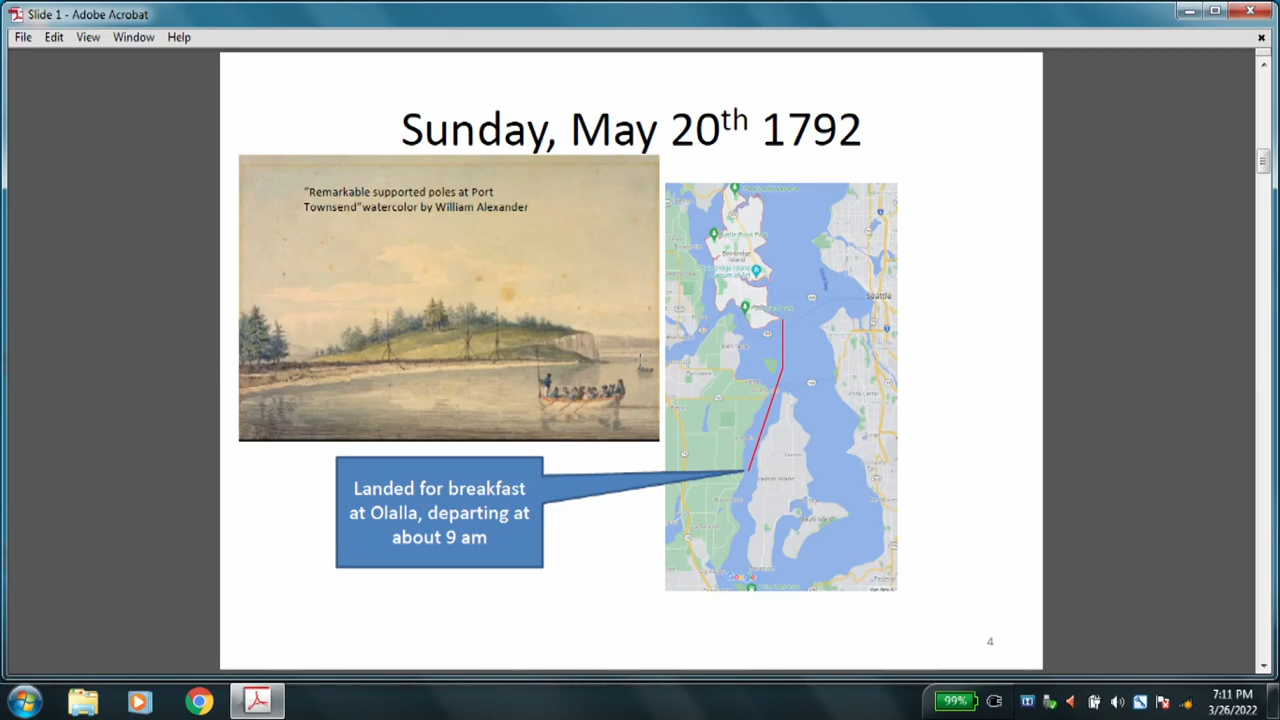 Slide 1 - Adobe Acrobat
File Edit View Window Help
Sunday, May 20th 1792
"Remarkable supported poles at Port
Townsend"watercolor by William Alexander
Seattle
Landed for breakfast
at Olalla, departing at
about 9 am
Google
4
99%
7:11 PM
3/26/2022